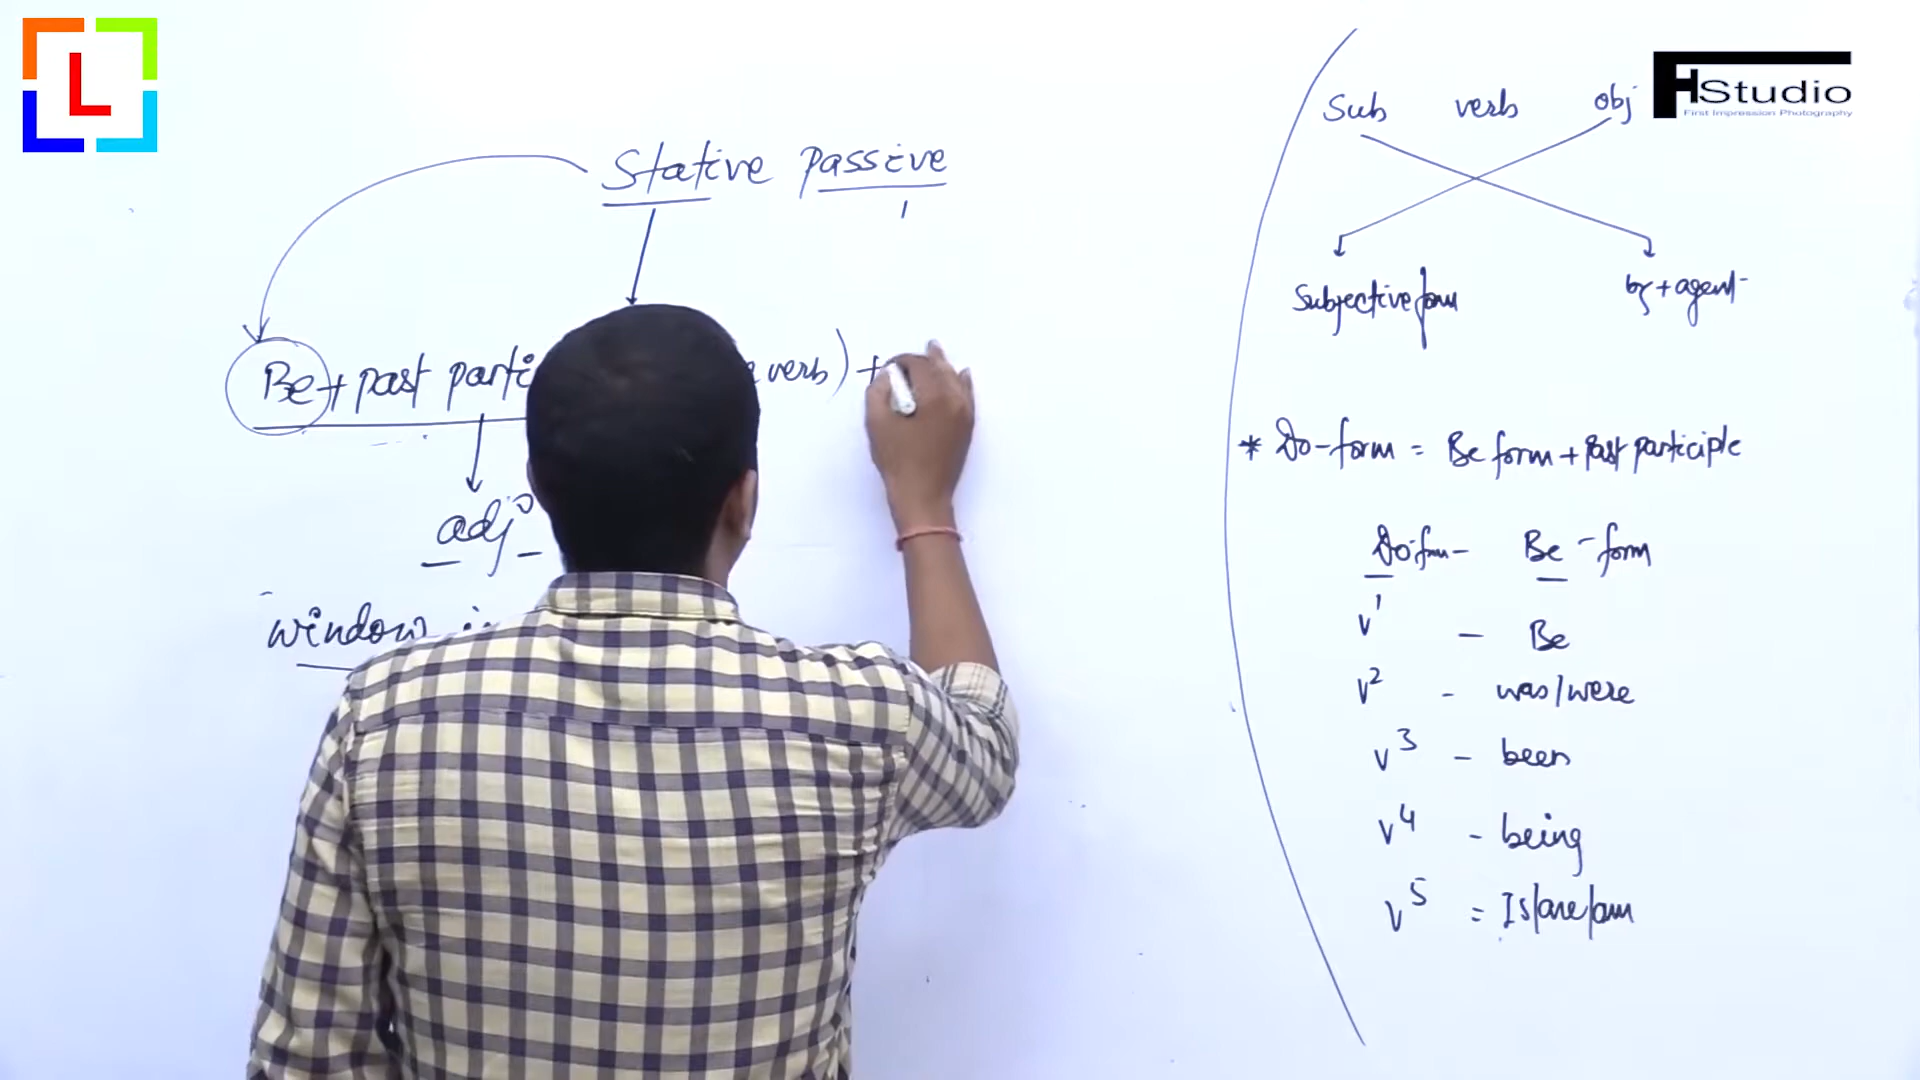 L
Stative passive
Be + past parti verb) +
adj
window
Sub verb obj
HStudio
First Impression Photography
Subjective form by + agent
* Do-form = Be form + Past participle
Do-form - Be - form
V1 - Be
V2 - was/were
V3 - been
V4 - being
V5 = Is/are/am